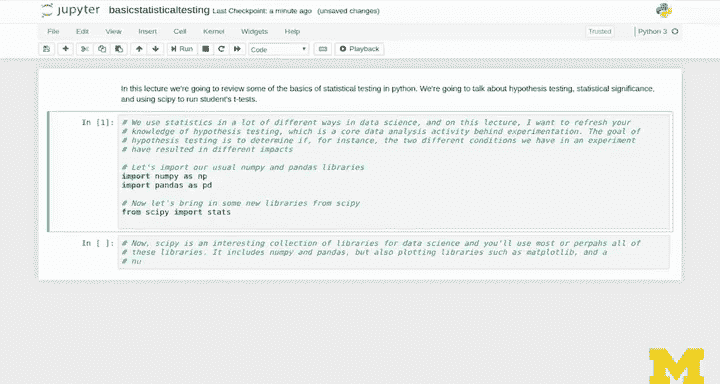 jupyter basicstatisticaltesting Last Checkpoint: a minute ago (unsaved changes)
File Edit View Insert Cell Kernel Widgets Help Trusted Python 3
Run Code Playback
In this lecture we're going to review some of the basics of statistical testing in python. We're going to talk about hypothesis testing, statistical significance,
and using scipy to run student's t-tests.
In [1]: # We use statistics in a lot of different ways in data science, and on this lecture, I want to refresh your
# knowledge of hypothesis testing, which is a core data analysis activity behind experimentation. The goal of
# hypothesis testing is to determine if, for instance, the two different conditions we have in an experiment
# have resulted in different impacts
# Let's import our usual numpy and pandas libraries
import numpy as np
import pandas as pd
# Now let's bring in some new libraries from scipy
from scipy import stats
In [ ]: # Now, scipy is an interesting collection of libraries for data science and you'll use most or perpahs all of
# these libraries. It includes numpy and pandas, but also plotting libraries such as matplotlib, and a
# nu
M